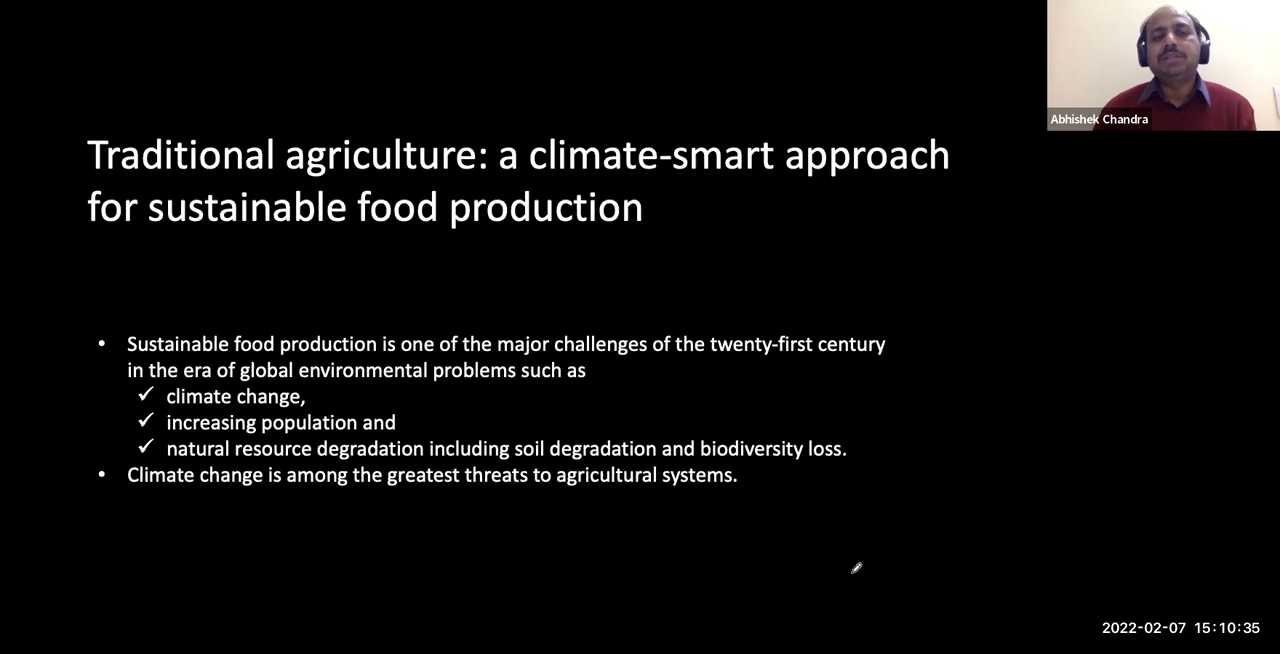 Abhishek Chandra
Traditional agriculture: a climate-smart approach
for sustainable food production
• Sustainable food production is one of the major challenges of the twenty-first century
in the era of global environmental problems such as
✓ climate change,
✓ increasing population and
✓ natural resource degradation including soil degradation and biodiversity loss.
• Climate change is among the greatest threats to agricultural systems.
2022-02-07 15:10:35